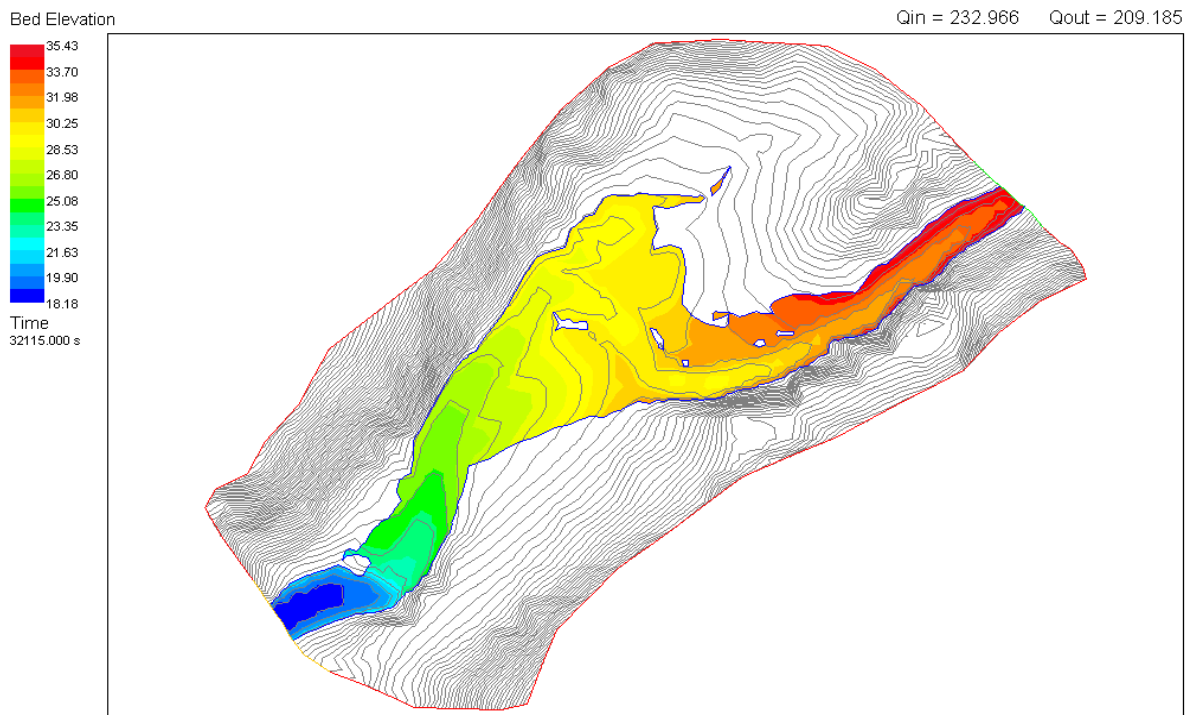 Bed Elevation
Qin = 232.966 Qout = 209.185
35.43
33.70
31.98
30.25
28.53
26.80
25.08
23.35
21.63
19.90
18.18
Time
32115.000 s